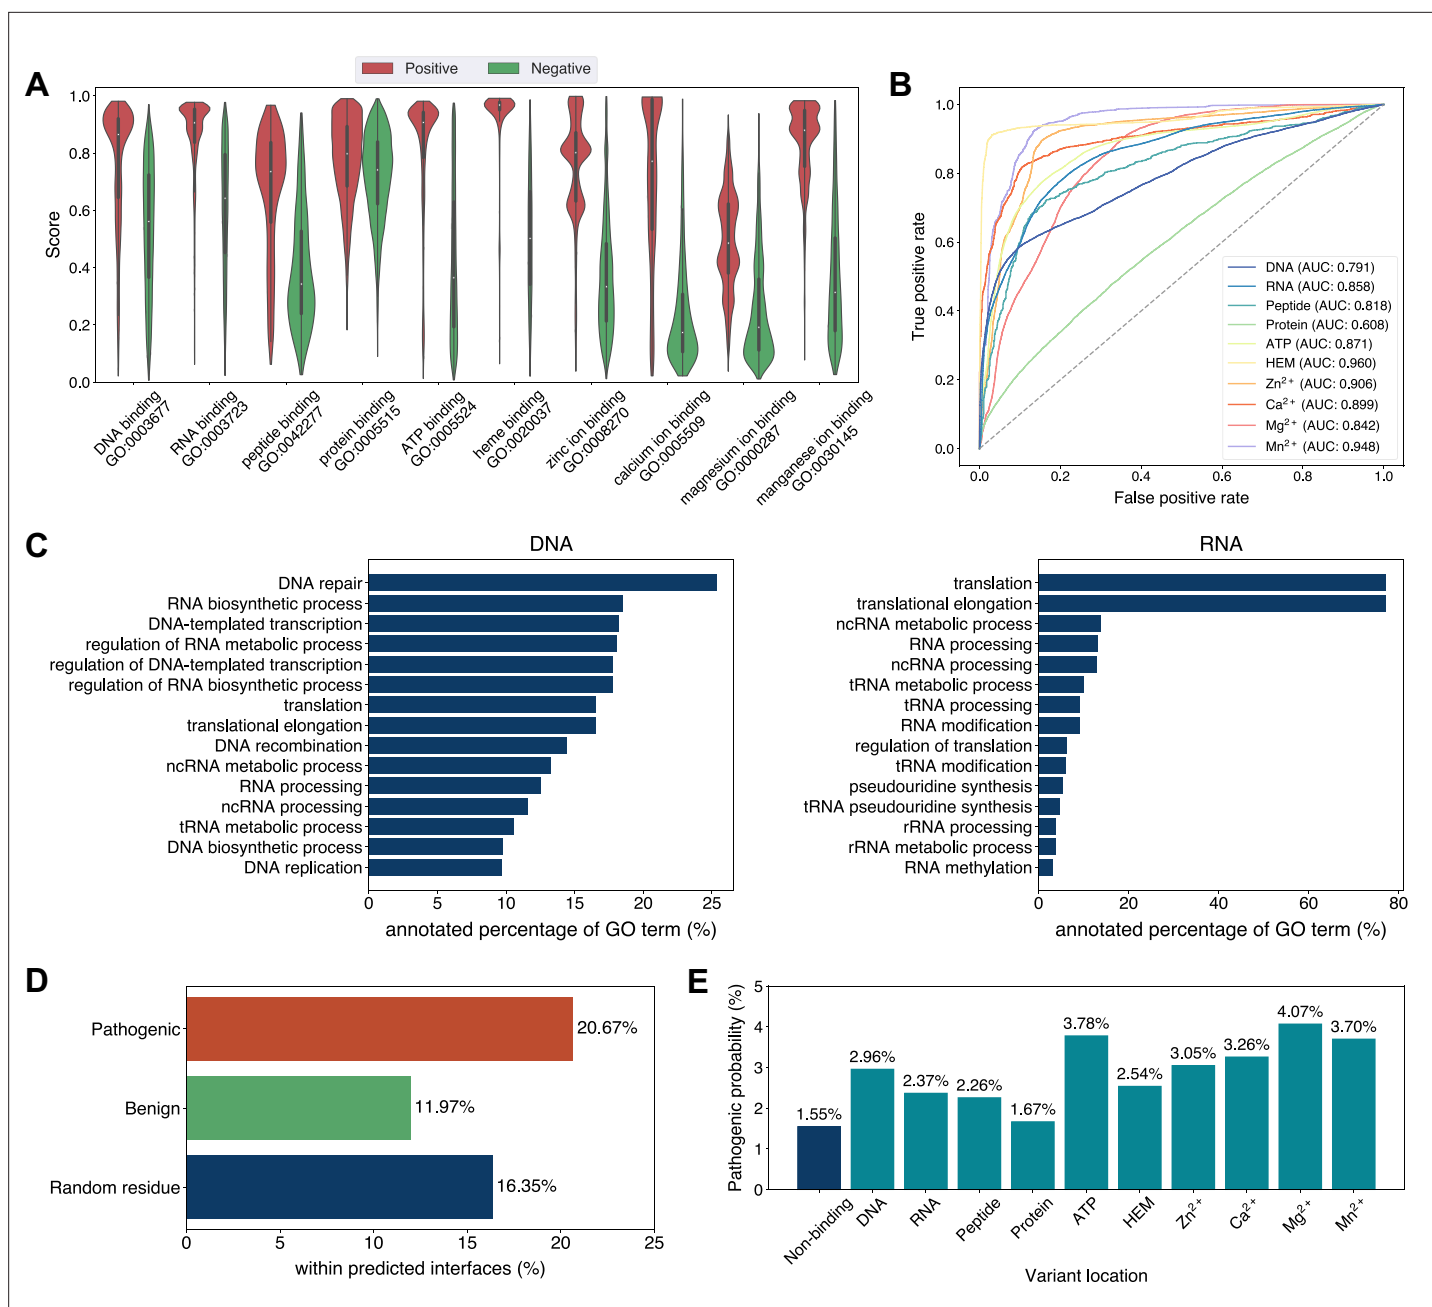 A
Positive
Negative
Score
1.0
0.8
0.6
0.4
0.2
0.0
DNA binding
GO:0003677
RNA binding
GO:0003723
peptide binding
GO:0042277
protein binding
GO:0005515
ATP binding
GO:0005524
heme binding
GO:0020037
zinc ion binding
GO:0008270
calcium ion binding
GO:0005509
magnesium ion binding
GO:0000287
manganese ion binding
GO:0030145
B
True positive rate
1.0
0.8
0.6
0.4
0.2
0.0
DNA (AUC: 0.791)
RNA (AUC: 0.858)
Peptide (AUC: 0.818)
Protein (AUC: 0.608)
ATP (AUC: 0.871)
HEM (AUC: 0.960)
Zn²⁺ (AUC: 0.906)
Ca²⁺ (AUC: 0.899)
Mg²⁺ (AUC: 0.842)
Mn²⁺ (AUC: 0.948)
0.0 0.2 0.4 0.6 0.8 1.0
False positive rate
C
DNA
DNA repair
RNA biosynthetic process
DNA-templated transcription
regulation of RNA metabolic process
regulation of DNA-templated transcription
regulation of RNA biosynthetic process
translation
translational elongation
DNA recombination
ncRNA metabolic process
RNA processing
ncRNA processing
tRNA metabolic process
DNA biosynthetic process
DNA replication
0 5 10 15 20 25
annotated percentage of GO term (%)
RNA
translation
translational elongation
ncRNA metabolic process
RNA processing
ncRNA processing
tRNA metabolic process
tRNA processing
RNA modification
regulation of translation
tRNA modification
pseudouridine synthesis
tRNA pseudouridine synthesis
rRNA processing
rRNA metabolic process
RNA methylation
0 20 40 60 80
annotated percentage of GO term (%)
D
Pathogenic
20.67%
Benign
11.97%
Random residue
16.35%
0 5 10 15 20 25
within predicted interfaces (%)
E
Pathogenic probability (%)
5
4
3
2
1
0
1.55%
2.96%
2.37%
2.26%
1.67%
3.78%
2.54%
3.05%
3.26%
4.07%
3.70%
Non-binding
DNA
RNA
Peptide
Protein
ATP
HEM
Zn²⁺
Ca²⁺
Mg²⁺
Mn²⁺
Variant location